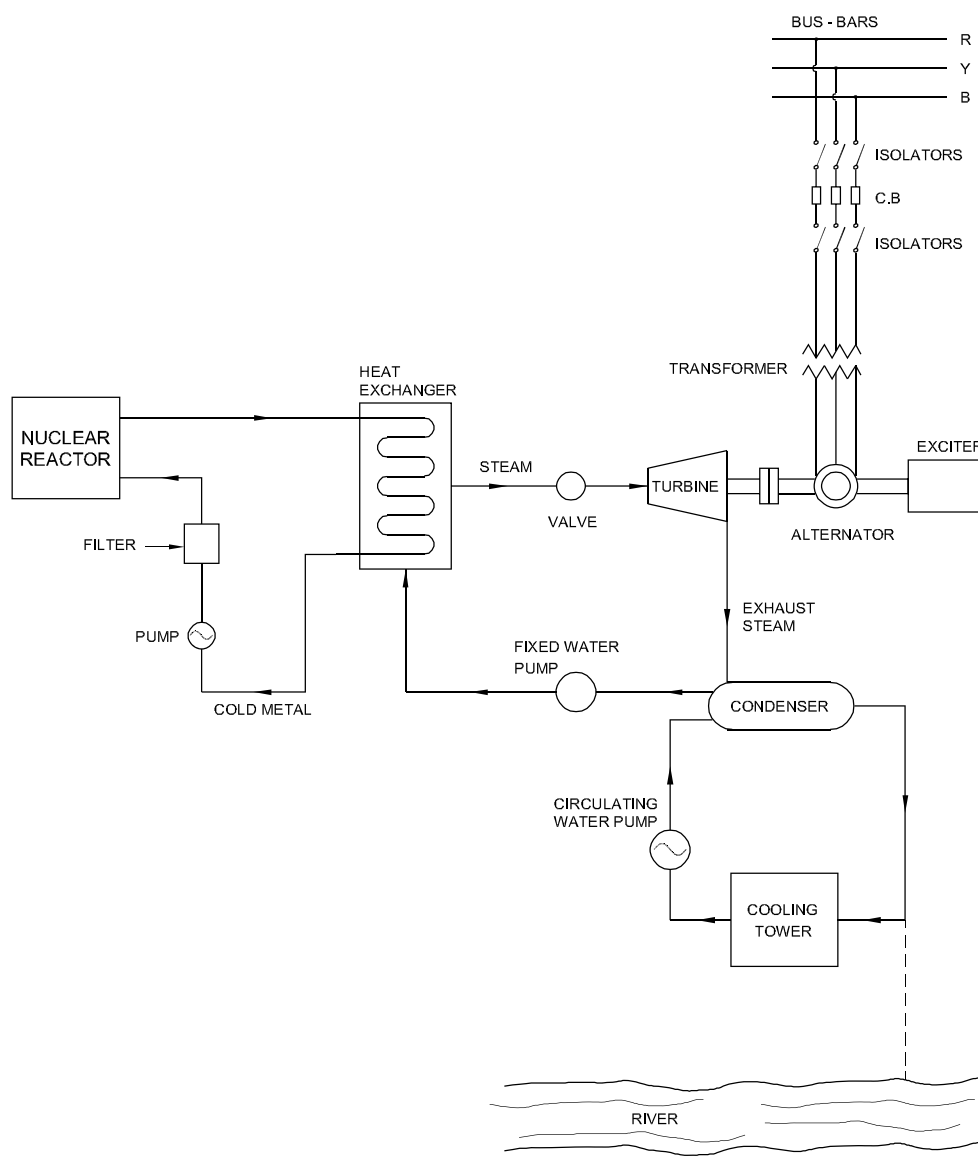 BUS - BARS
R
Y
B
ISOLATORS
C.B
ISOLATORS
TRANSFORMER
HEAT
EXCHANGER
NUCLEAR
REACTOR
STEAM
VALVE
TURBINE
EXCITER
ALTERNATOR
FILTER
PUMP
COLD METAL
EXHAUST
STEAM
FIXED WATER
PUMP
CONDENSER
CIRCULATING
WATER PUMP
COOLING
TOWER
RIVER